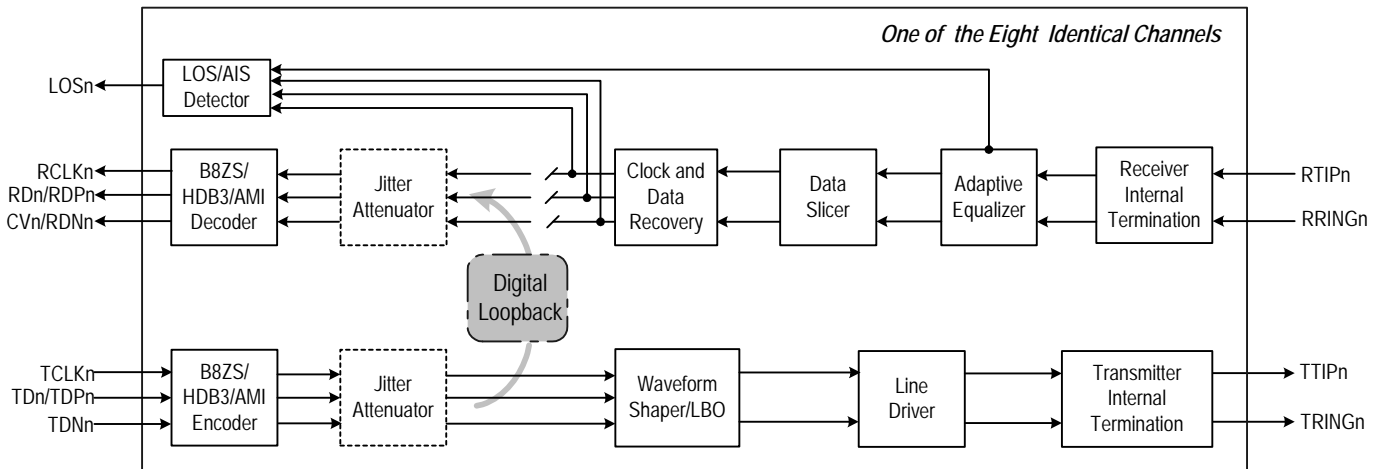 One of the Eight Identical Channels
LOSn
LOS/AIS
Detector
RCLKn
RDn/RDPn
CVn/RDNn
B8ZS/
HDB3/AMI
Decoder
Jitter
Attenuator
Clock and
Data
Recovery
Data
Slicer
Adaptive
Equalizer
Receiver
Internal
Termination
RTIPn
RRINGn
Digital
Loopback
TCLKn
TDn/TDPn
TDNn
B8ZS/
HDB3/AMI
Encoder
Jitter
Attenuator
Waveform
Shaper/LBO
Line
Driver
Transmitter
Internal
Termination
TTIPn
TRINGn